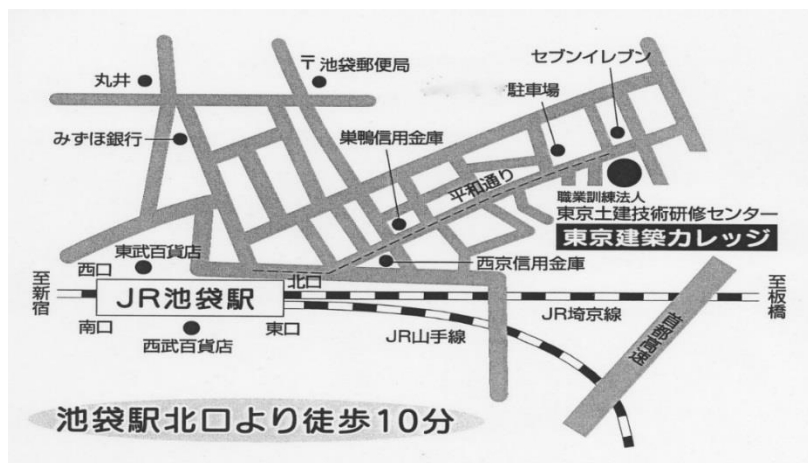 セブンイレブン
丸井
〒池袋郵便局
駐車場
みずほ銀行
巣鴨信用金庫
平和通り
職業訓練法人
東京土建技術研修センター
東京建築カレッジ
東武百貨店
西口
北口
西京信用金庫
至新宿
JR池袋駅
至板橋
南口
東口
JR埼京線
JR山手線
西武百貨店
首都高速
池袋駅北口より徒歩10分